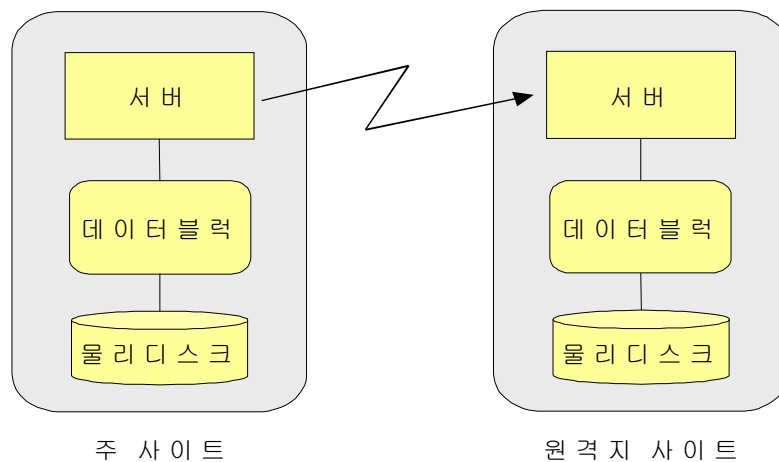 서버
데이터블럭
물리디스크
주 사이트
서버
데이터블럭
물리디스크
원격지 사이트